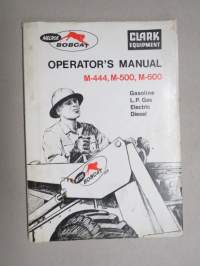 MELROE
BOBCAT
CLARK
EQUIPMENT
OPERATOR'S MANUAL
M-444, M-500, M-600
Gasoline
L.P. Gas
Electric
Diesel
BOBCAT